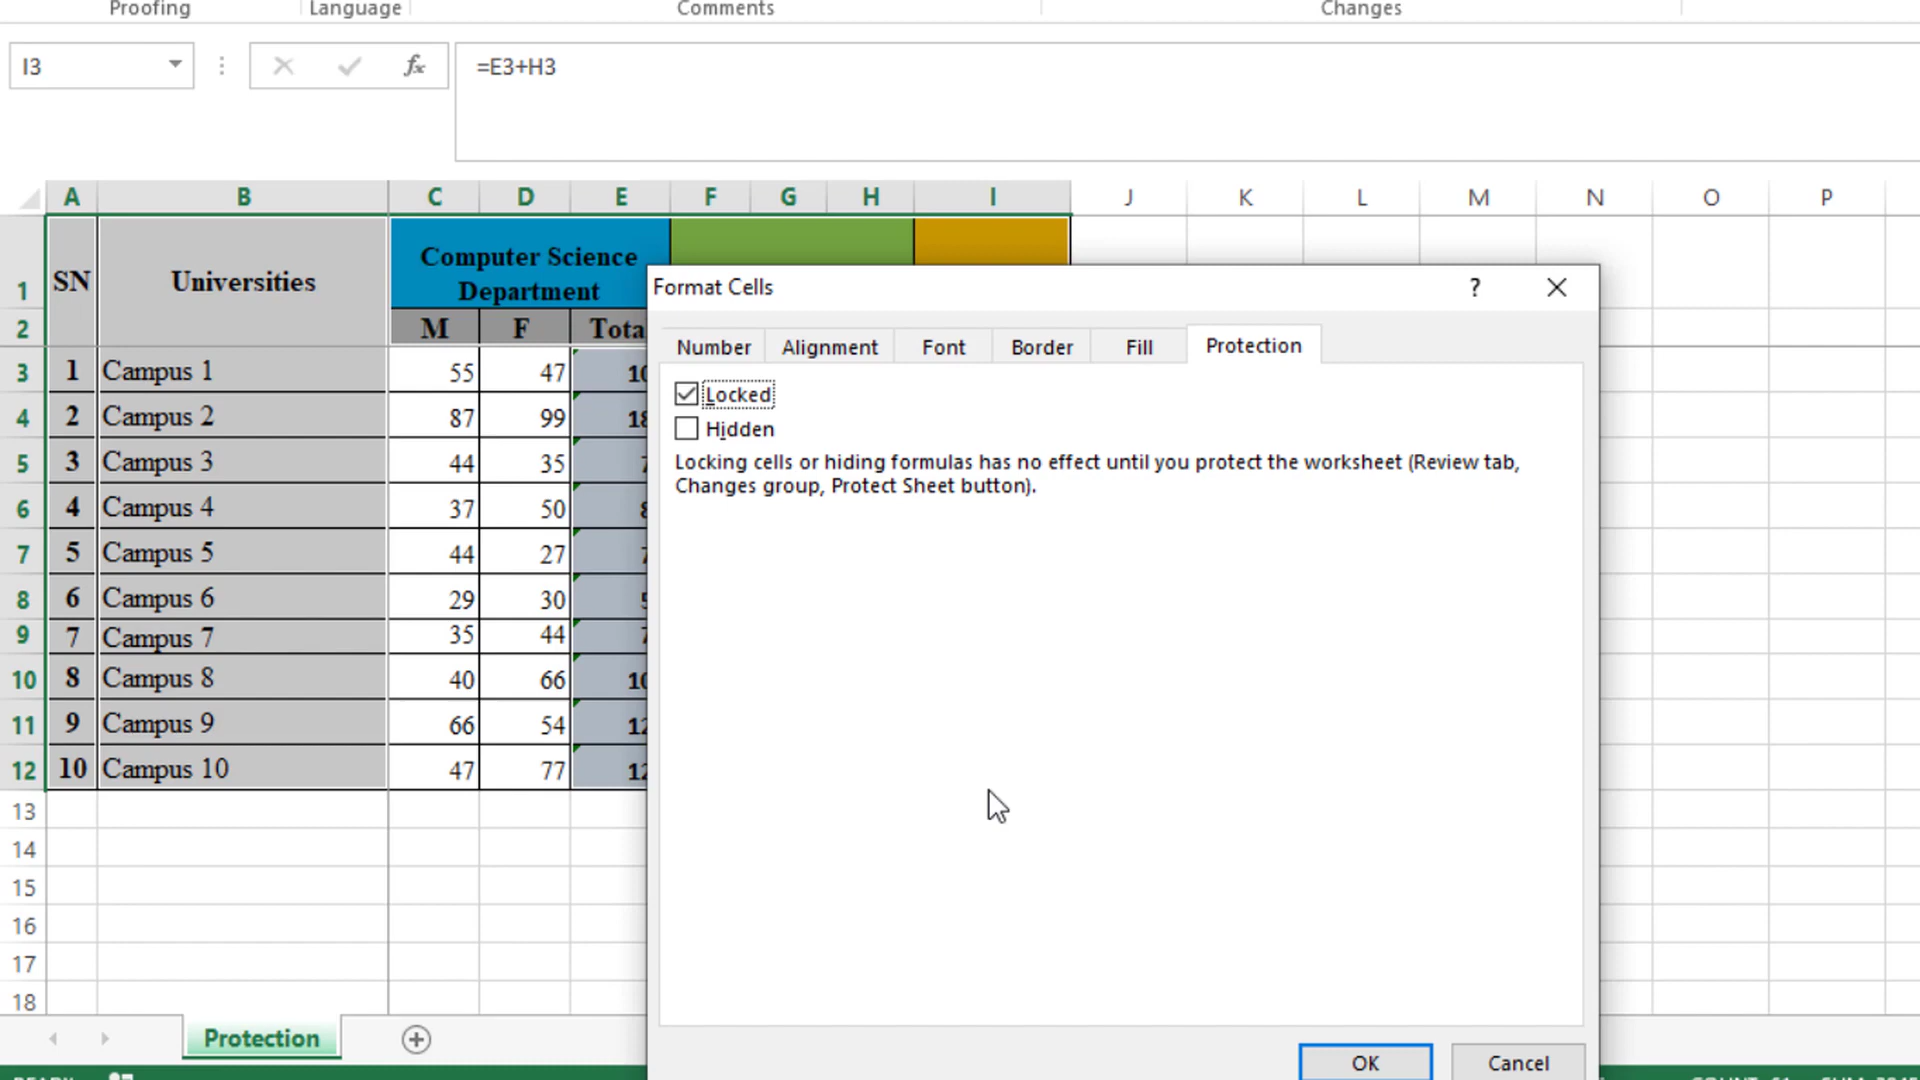 Proofing Language Comments Changes
I3 fx =E3+H3
A B C D E F G H I J K L M N O P
1 SN Universities Computer Science
Department
2 M F
3 1 Campus 1 55 47
4 2 Campus 2 87 99
5 3 Campus 3 44 35
6 4 Campus 4 37 50
7 5 Campus 5 44 27
8 6 Campus 6 29 30
9 7 Campus 7 35 44
10 8 Campus 8 40 66
11 9 Campus 9 66 54
12 10 Campus 10 47 77
13
14
15
16
17
18
Format Cells ?
Number Alignment Font Border Fill Protection
Locked
Hidden
Locking cells or hiding formulas has no effect until you protect the worksheet (Review tab,
Changes group, Protect Sheet button).
OK Cancel
Protection